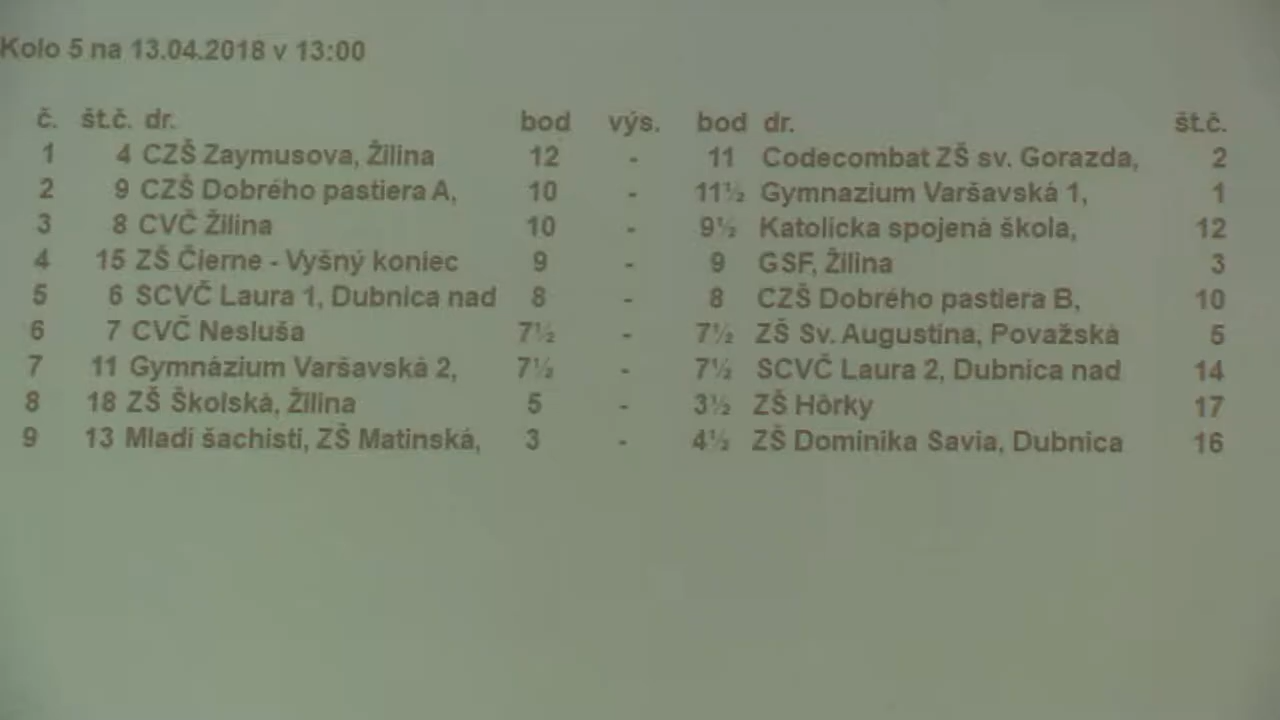 Kolo 5 na 13.04.2018 v 13:00
č. št.č. dr. bod výs. bod dr. št.č.
1 4 CZŠ Zaymusova, Žilina 12 - 11 Codecombat ZŠ sv. Gorazda, 2
2 9 CZŠ Dobrého pastiera A, 10 - 11½ Gymnazium Varšavská 1, 1
3 8 CVČ Žilina 10 - 9½ Katolicka spojená škola, 12
4 15 ZŠ Čierne - Vyšný koniec 9 - 9 GSF, Žilina 3
5 6 SCVČ Laura 1, Dubnica nad 8 - 8 CZŠ Dobrého pastiera B, 10
6 7 CVČ Nesluša 7½ - 7½ ZŠ Sv. Augustína, Považská 5
7 11 Gymnázium Varšavská 2, 7½ - 7½ SCVČ Laura 2, Dubnica nad 14
8 18 ZŠ Školská, Žilina 5 - 3½ ZŠ Hôrky 17
9 13 Mladí šachisti, ZŠ Matinská, 3 - 4½ ZŠ Dominika Savia, Dubnica 16